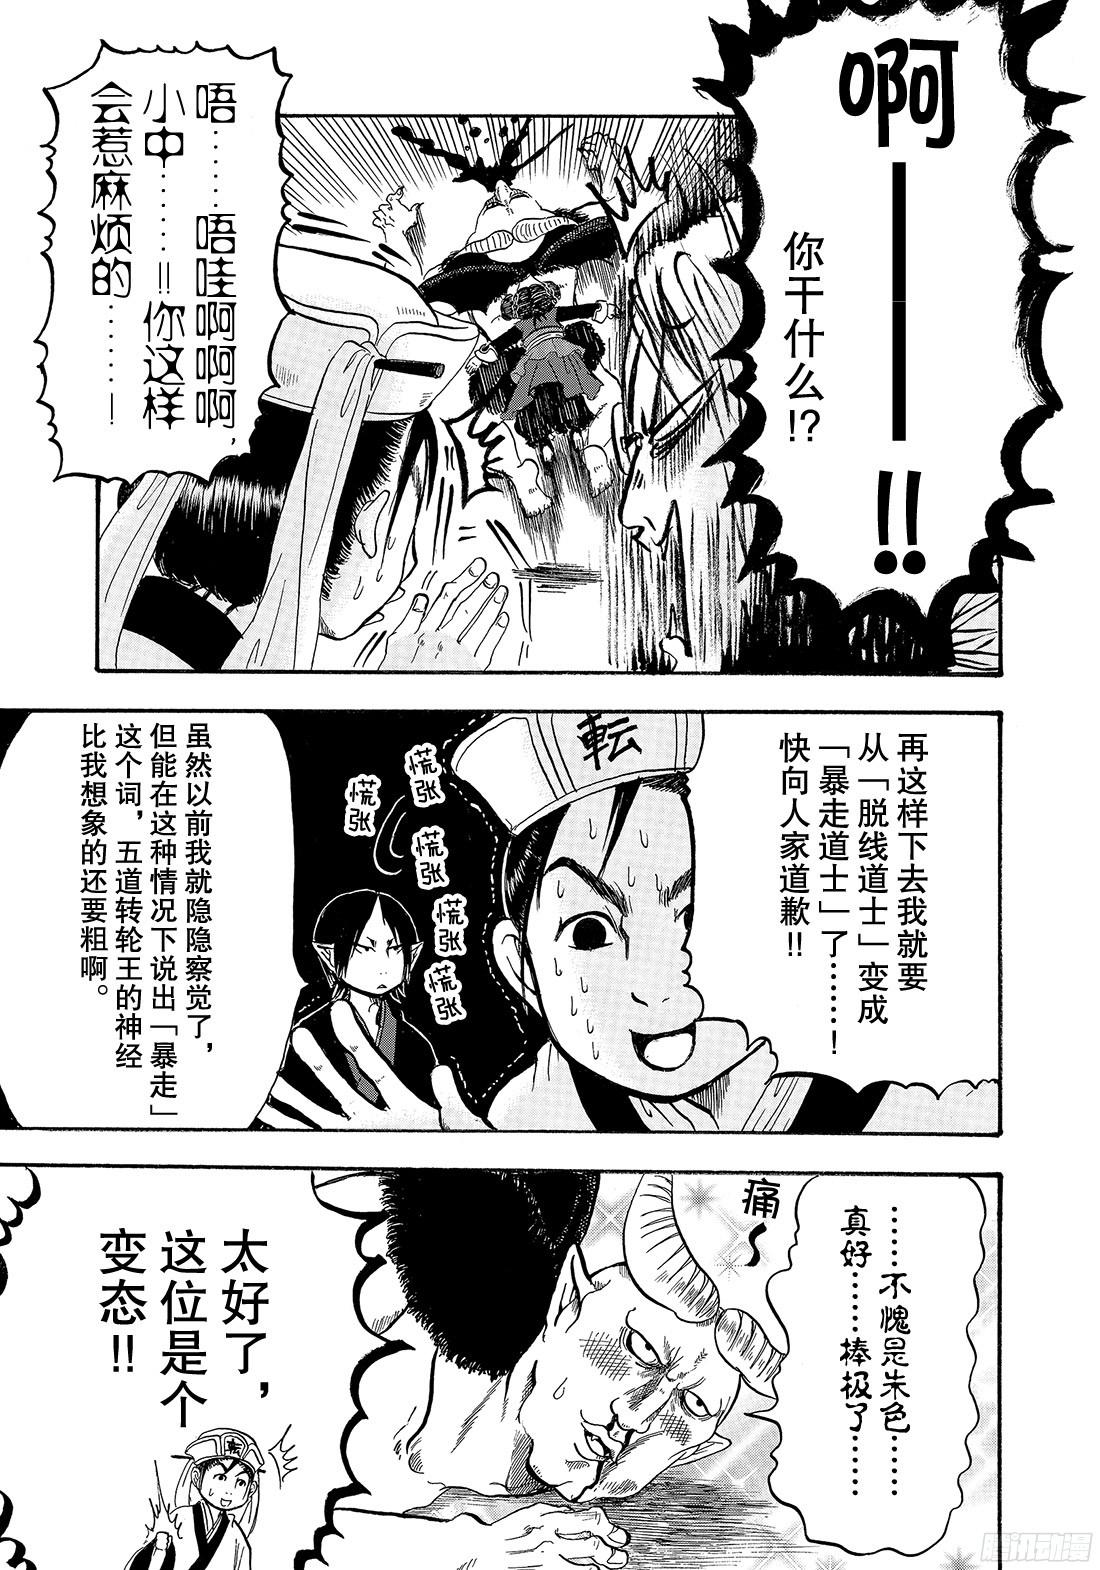 啊——!!
你干什么!?
唔……唔哇啊啊啊,
小中……!!你这样
会惹麻烦的………!
再这样下去我就要
从「脱线道士」变成
「暴走道士」了……!
快向人家道歉!!
転
慌张
慌张
慌张
慌张
慌张
虽然以前我就隐隐察觉了,
但能在这种情况下说出「暴走」
这个词,五道转轮王的神经
比我想象的还要粗啊。
……不愧是朱色……
真好……捧极了……
痛~
太好了,
这位是个
变态!!
転
腾讯动漫